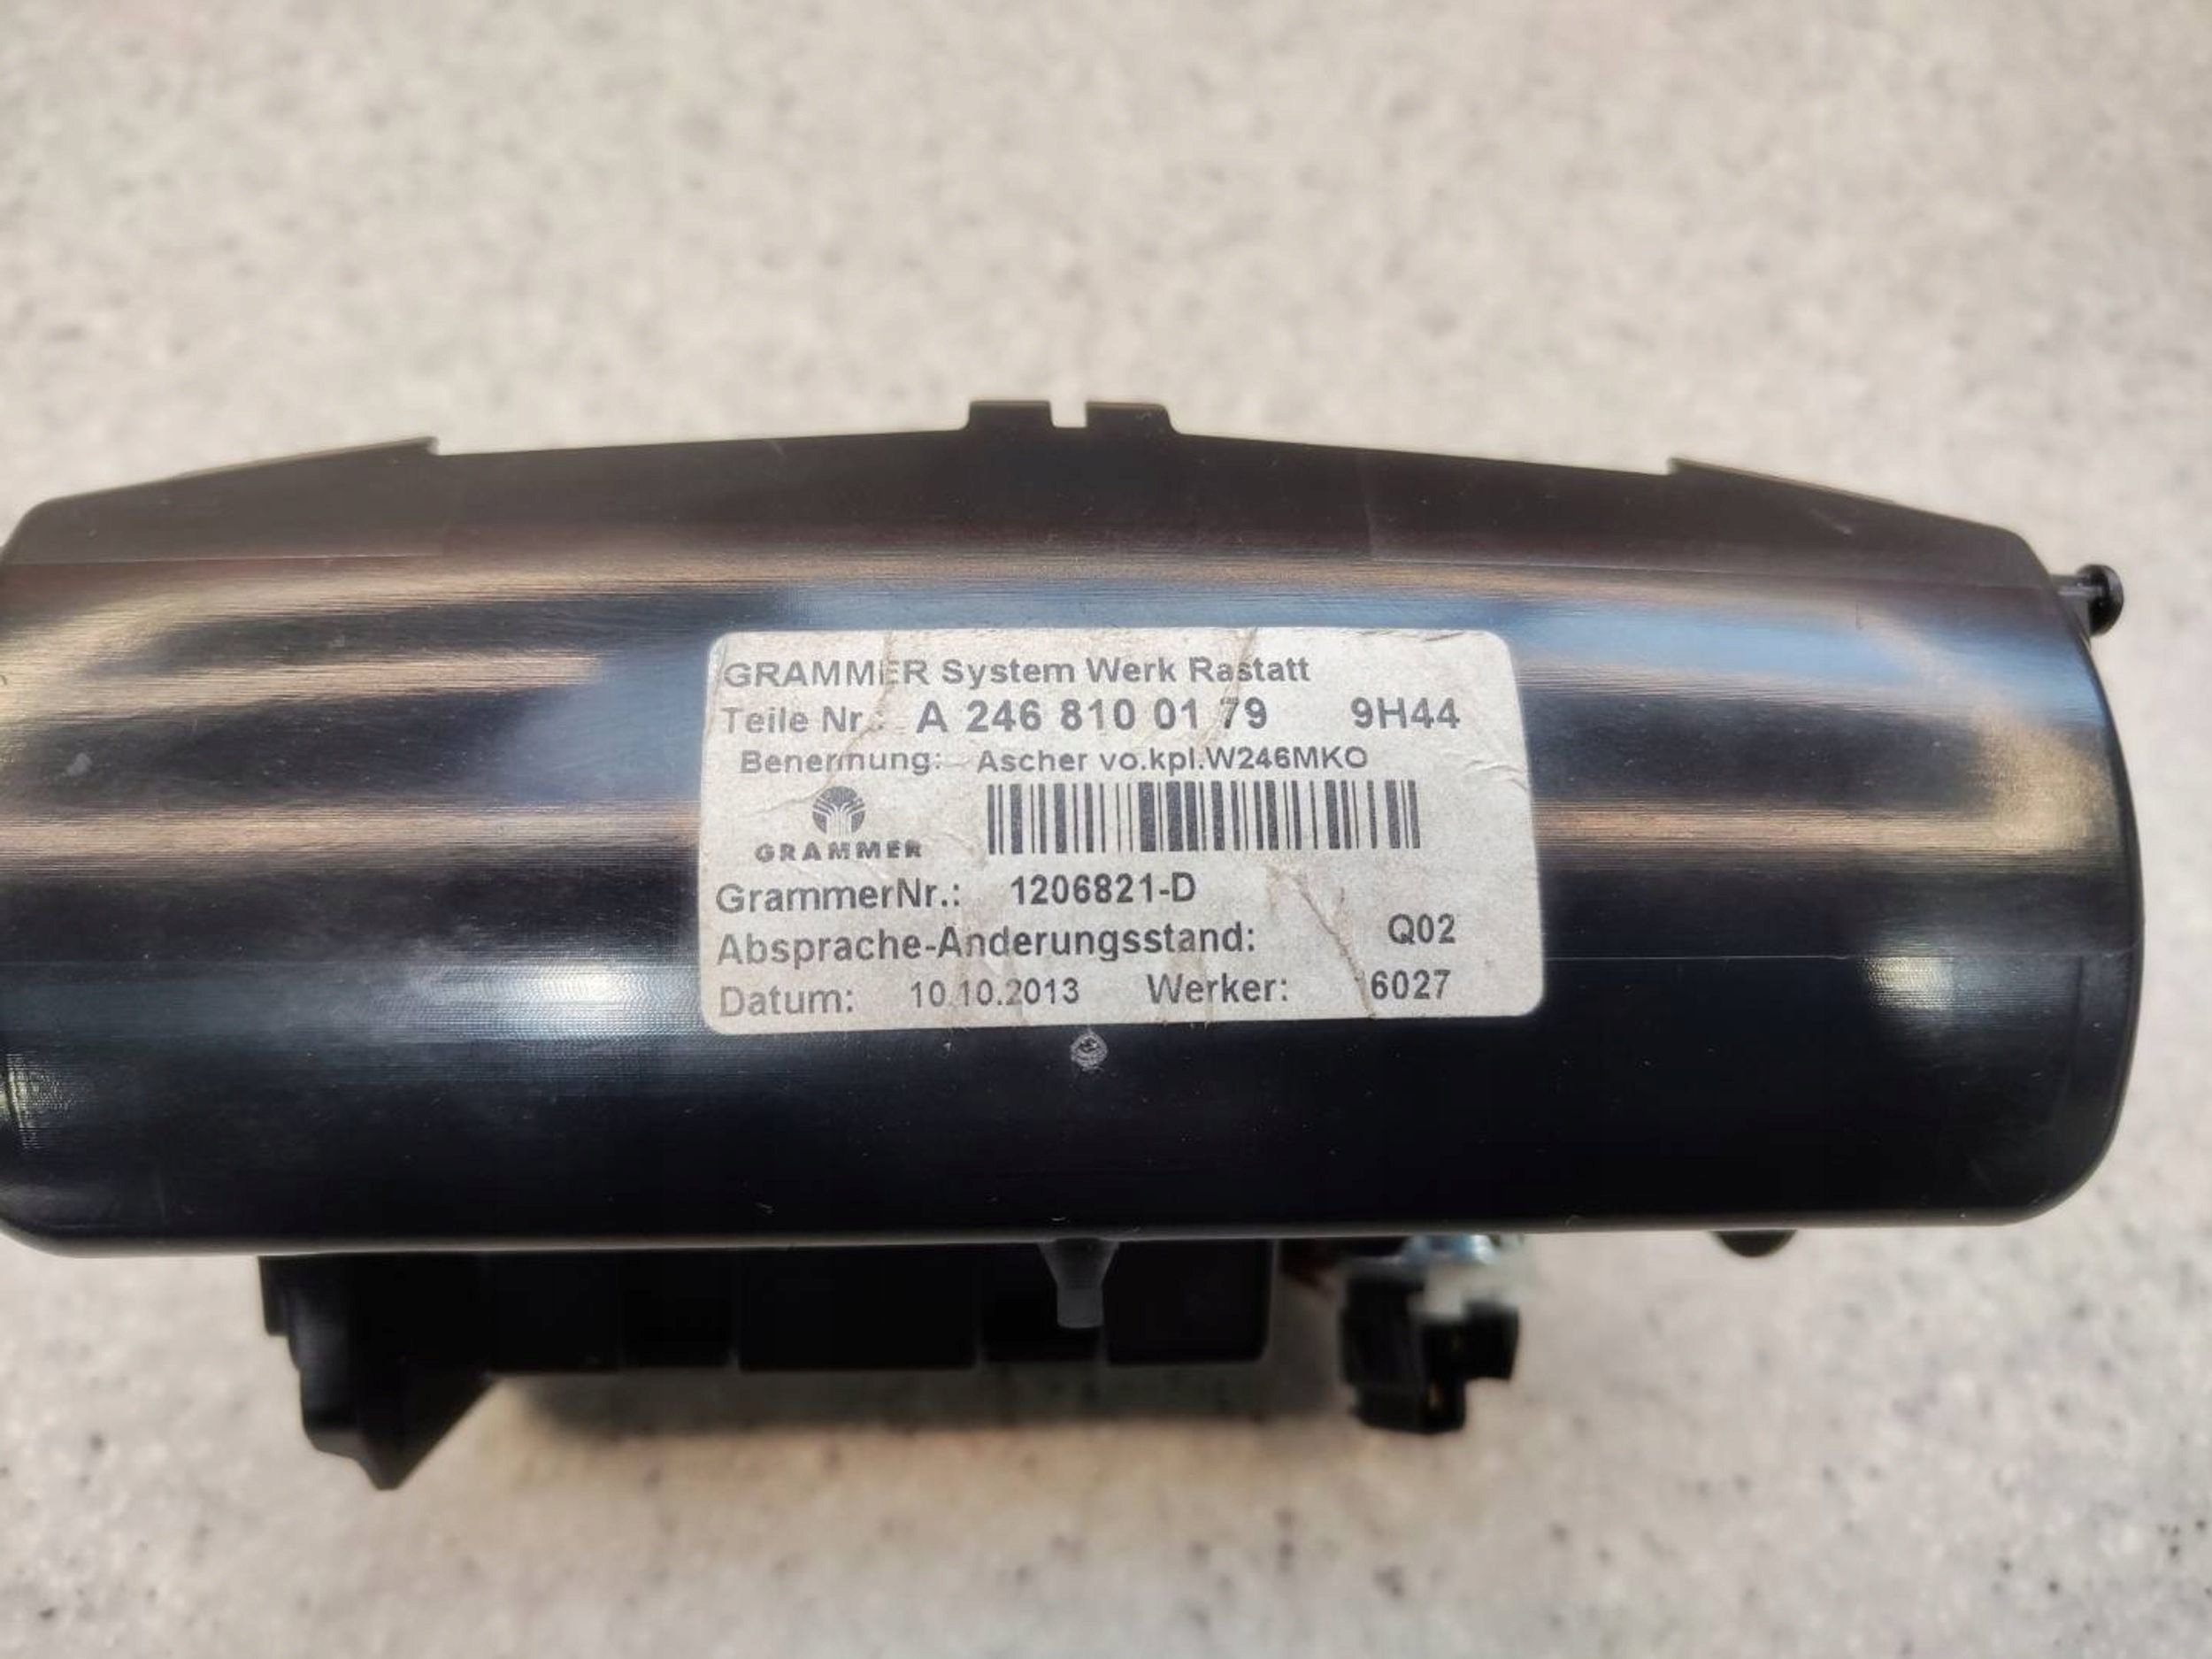 GRAMMER System Werk Rastatt
Teile Nr.: A 246 810 01 79 9H44
Benennung: Ascher vo.kpl.W246MKO
GRAMMER
GrammerNr.: 1206821-D
Absprache-Änderungsstand: Q02
Datum: 10.10.2013 Werker: 6027